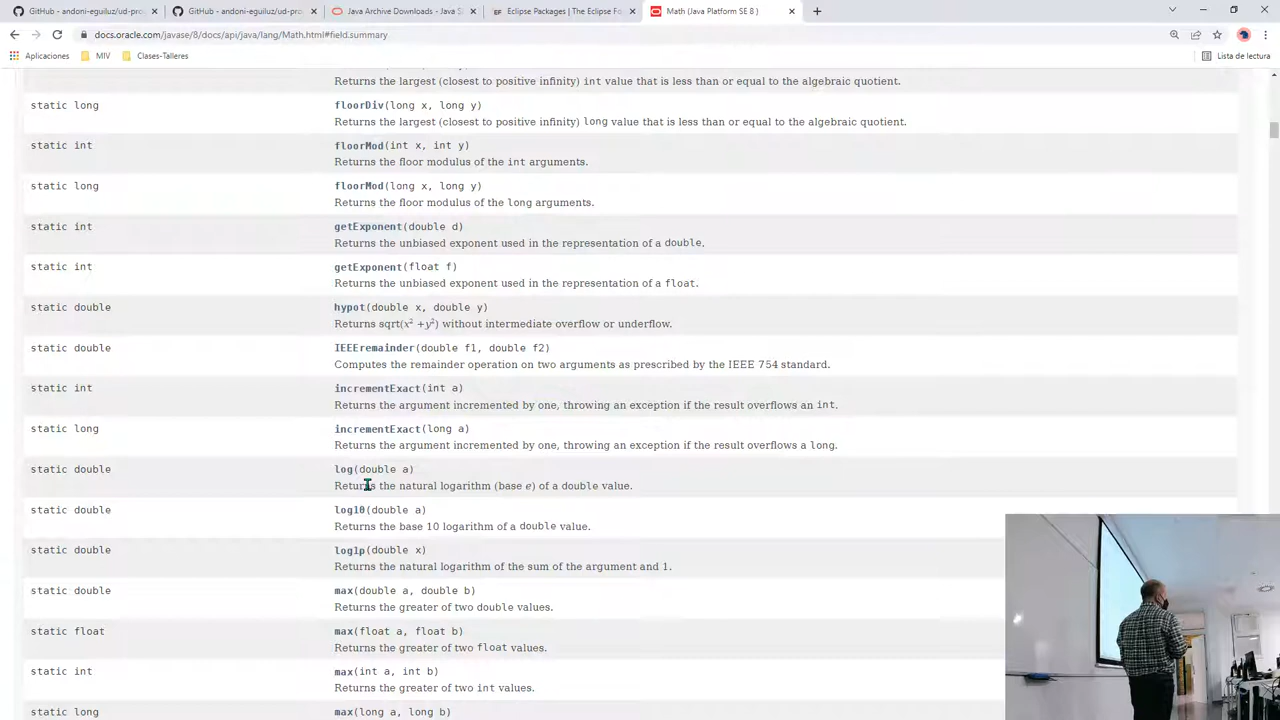 GitHub - andoni-eguiluz/ud-pro
GitHub - andoni-eguiluz/ud-pro
Java Archive Downloads - Java S
Eclipse Packages | The Eclipse Fo
Math (Java Platform SE 8 )
docs.oracle.com/javase/8/docs/api/java/lang/Math.html#field.summary
Aplicaciones
MIV
Clases-Talleres
Lista de lectura
Returns the largest (closest to positive infinity) int value that is less than or equal to the algebraic quotient.
static long
floorDiv(long x, long y)
Returns the largest (closest to positive infinity) long value that is less than or equal to the algebraic quotient.
static int
floorMod(int x, int y)
Returns the floor modulus of the int arguments.
static long
floorMod(long x, long y)
Returns the floor modulus of the long arguments.
static int
getExponent(double d)
Returns the unbiased exponent used in the representation of a double.
static int
getExponent(float f)
Returns the unbiased exponent used in the representation of a float.
static double
hypot(double x, double y)
Returns sqrt(x² +y²) without intermediate overflow or underflow.
static double
IEEEremainder(double f1, double f2)
Computes the remainder operation on two arguments as prescribed by the IEEE 754 standard.
static int
incrementExact(int a)
Returns the argument incremented by one, throwing an exception if the result overflows an int.
static long
incrementExact(long a)
Returns the argument incremented by one, throwing an exception if the result overflows a long.
static double
log(double a)
Returns the natural logarithm (base e) of a double value.
static double
log10(double a)
Returns the base 10 logarithm of a double value.
static double
log1p(double x)
Returns the natural logarithm of the sum of the argument and 1.
static double
max(double a, double b)
Returns the greater of two double values.
static float
max(float a, float b)
Returns the greater of two float values.
static int
max(int a, int b)
Returns the greater of two int values.
static long
max(long a, long b)